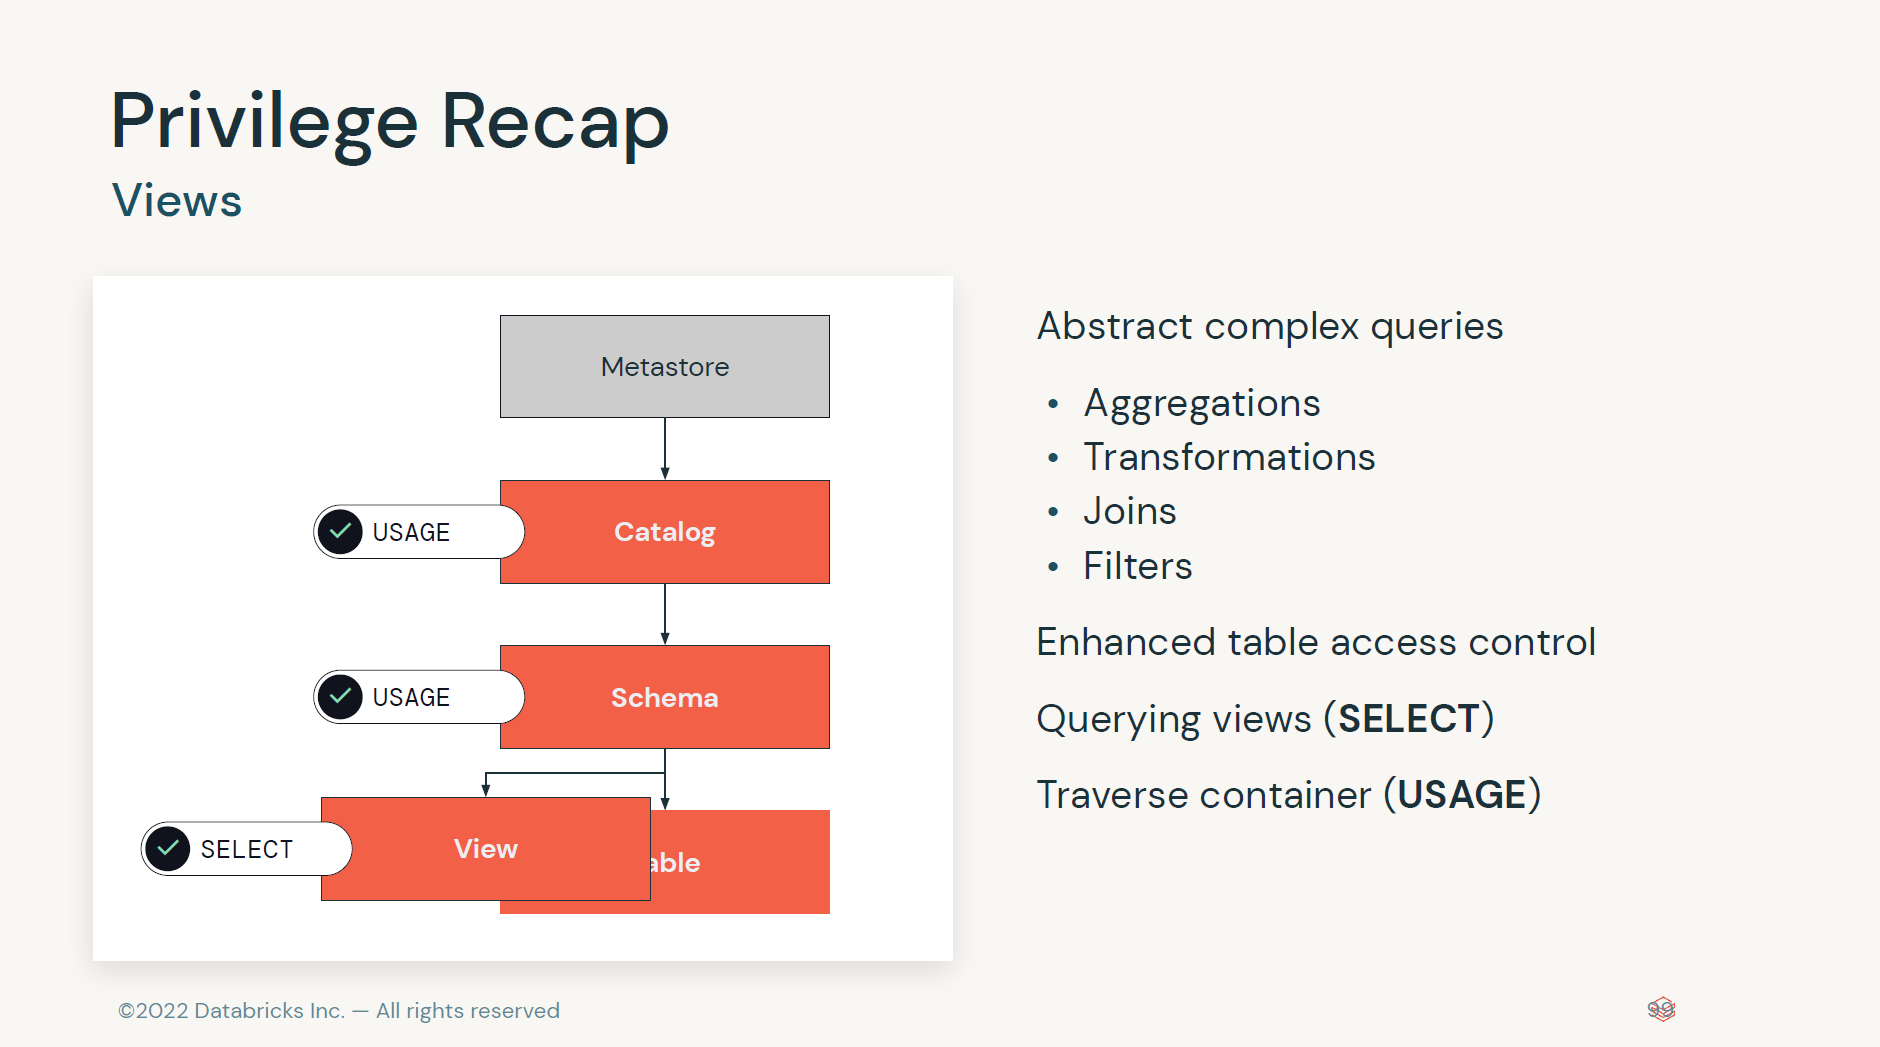 Privilege Recap
Views
Metastore
USAGE
Catalog
USAGE
Schema
SELECT
View
able
Abstract complex queries
• Aggregations
• Transformations
• Joins
• Filters
Enhanced table access control
Querying views (SELECT)
Traverse container (USAGE)
©2022 Databricks Inc. — All rights reserved
99